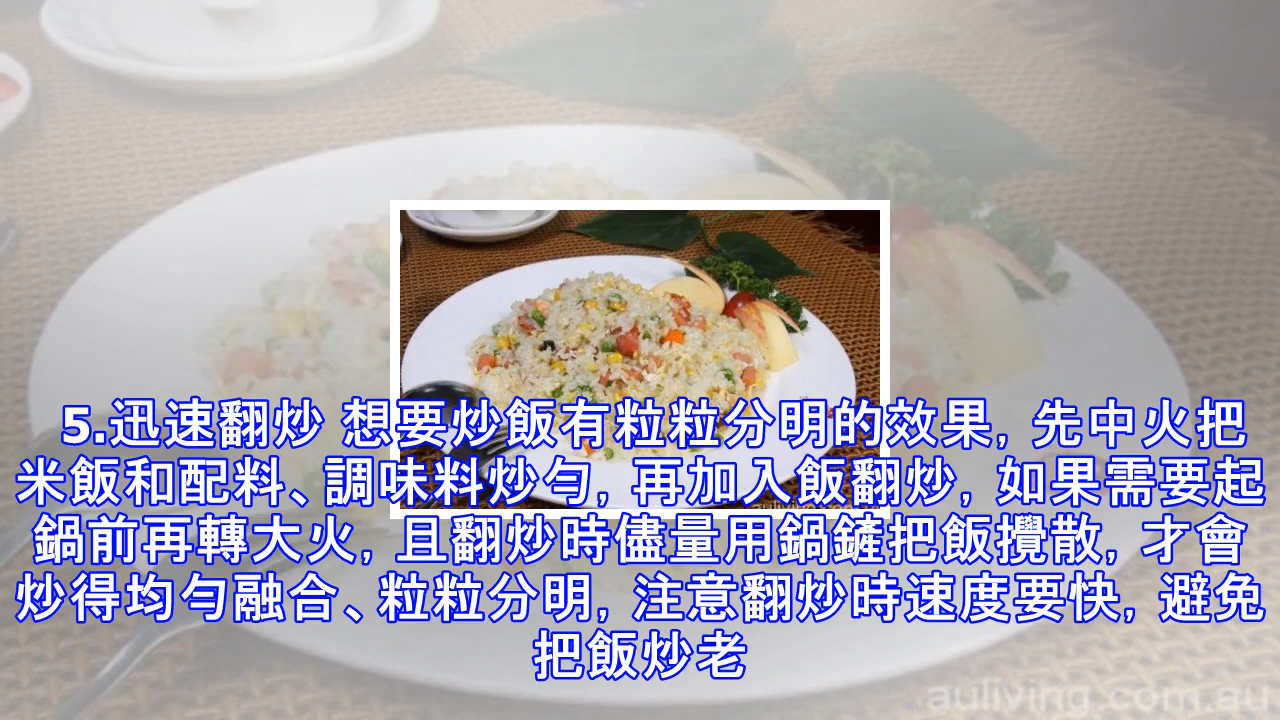 5.迅速翻炒 想要炒飯有粒粒分明的效果, 先中火把
米飯和配料、調味料炒勻, 再加入飯翻炒, 如果需要起
鍋前再轉大火, 且翻炒時儘量用鍋鏟把飯攪散, 才會
炒得均勻融合、粒粒分明, 注意翻炒時速度要快, 避免
把飯炒老
auliving.com.au